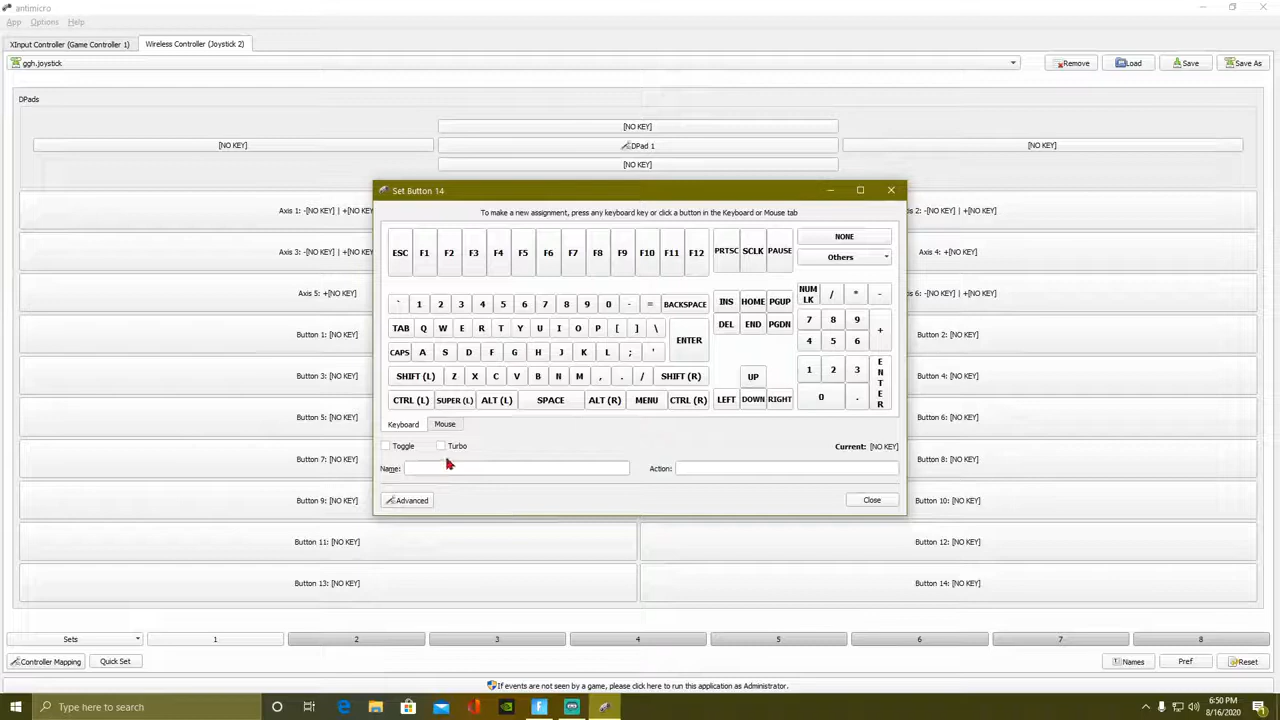 antimicro
App Options Help
XInput Controller (Game Controller 1) Wireless Controller (Joystick 2)
ggh.joystick Remove Load Save Save As
DPads
[NO KEY]
[NO KEY] DPad 1 [NO KEY]
[NO KEY]
Set Button 14
To make a new assignment, press any keyboard key or click a button in the Keyboard or Mouse tab
ESC F1 F2 F3 F4 F5 F6 F7 F8 F9 F10 F11 F12 PRTSC SCLK PAUSE NONE
Others
` 1 2 3 4 5 6 7 8 9 0 - = BACKSPACE INS HOME PGUP NUM LK / * -
TAB Q W E R T Y U I O P [ ] \ ENTER DEL END PGDN 7 8 9 +
4 5 6
CAPS A S D F G H J K L ; '
SHIFT (L) Z X C V B N M , . / SHIFT (R) UP 1 2 3 ENTER
CTRL (L) SUPER (L) ALT (L) SPACE ALT (R) MENU CTRL (R) LEFT DOWN RIGHT 0 .
Keyboard Mouse
Toggle Turbo Current: [NO KEY]
Name: Action:
Advanced Close
Axis 1: -[NO KEY] | +[NO K 2: -[NO KEY] | +[NO KEY]
Axis 3: -[NO KEY] | +[NO K Axis 4: +[NO KEY]
Axis 5: +[NO KEY] s 6: +[NO KEY]
Button 1: [NO KEY] Button 2: [NO KEY]
Button 3: [NO KEY] Button 4: [NO KEY]
Button 5: [NO KEY] Button 6: [NO KEY]
Button 7: [NO KEY] Button 8: [NO KEY]
Button 9: [NO KEY] Button 10: [NO KEY]
Button 11: [NO KEY] Button 12: [NO KEY]
Button 13: [NO KEY] Button 14: [NO KEY]
Sets 1 2 3 4 5 6 7 8
Controller Mapping Quick Set Names Pref Reset
If events are not seen by a game, please click here to run this application as Administrator.
Type here to search 6:50 PM
8/16/2020